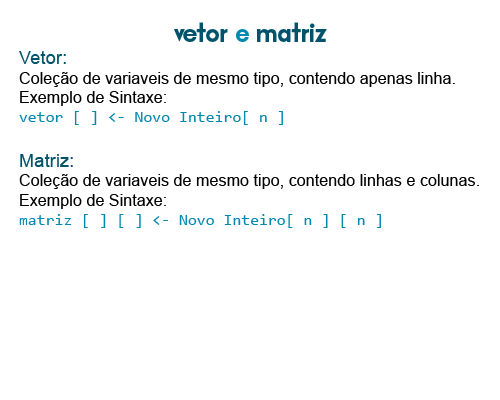 vetor e matriz
Vetor:
Coleção de variaveis de mesmo tipo, contendo apenas linha.
Exemplo de Sintaxe:
vetor [ ] <- Novo Inteiro[ n ]
Matriz:
Coleção de variaveis de mesmo tipo, contendo linhas e colunas.
Exemplo de Sintaxe:
matriz [ ] [ ] <- Novo Inteiro[ n ] [ n ]